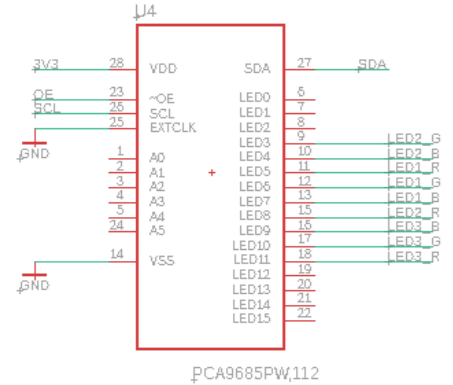 U4
3V3 28 VDD SDA 27 SDA
OE 23 ~OE LED0 6
SCL 26 SCL LED1 7
25 EXTCLK LED2 8
GND LED3 9 LED2_G
1 A0 LED4 10 LED2_B
2 A1 LED5 11 LED1_R
3 A2 LED6 12 LED1_G
4 A3 LED7 13 LED1_B
5 A4 LED8 15 LED2_R
24 A5 LED9 16 LED3_B
LED10 17 LED3_G
14 VSS LED11 18 LED3_R
LED12 19
GND LED13 20
LED14 21
LED15 22
PCA9685PW,112